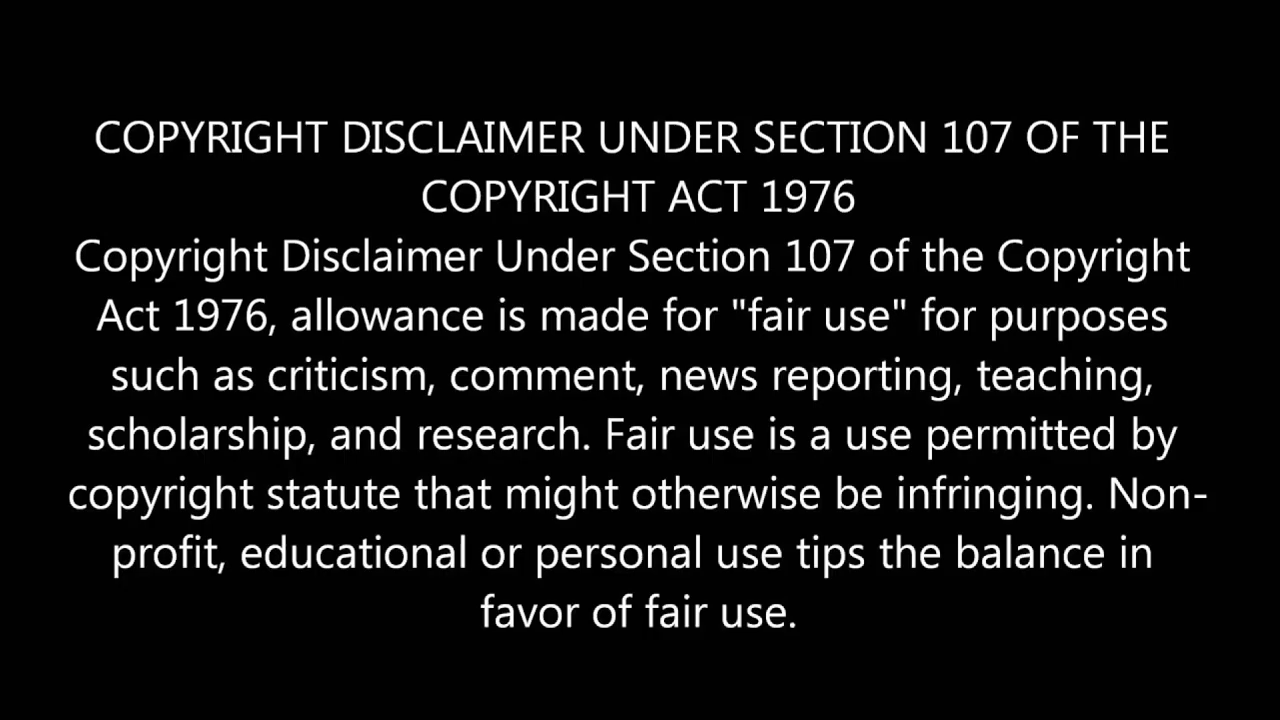 COPYRIGHT DISCLAIMER UNDER SECTION 107 OF THE
COPYRIGHT ACT 1976
Copyright Disclaimer Under Section 107 of the Copyright
Act 1976, allowance is made for "fair use" for purposes
such as criticism, comment, news reporting, teaching,
scholarship, and research. Fair use is a use permitted by
copyright statute that might otherwise be infringing. Non-
profit, educational or personal use tips the balance in
favor of fair use.